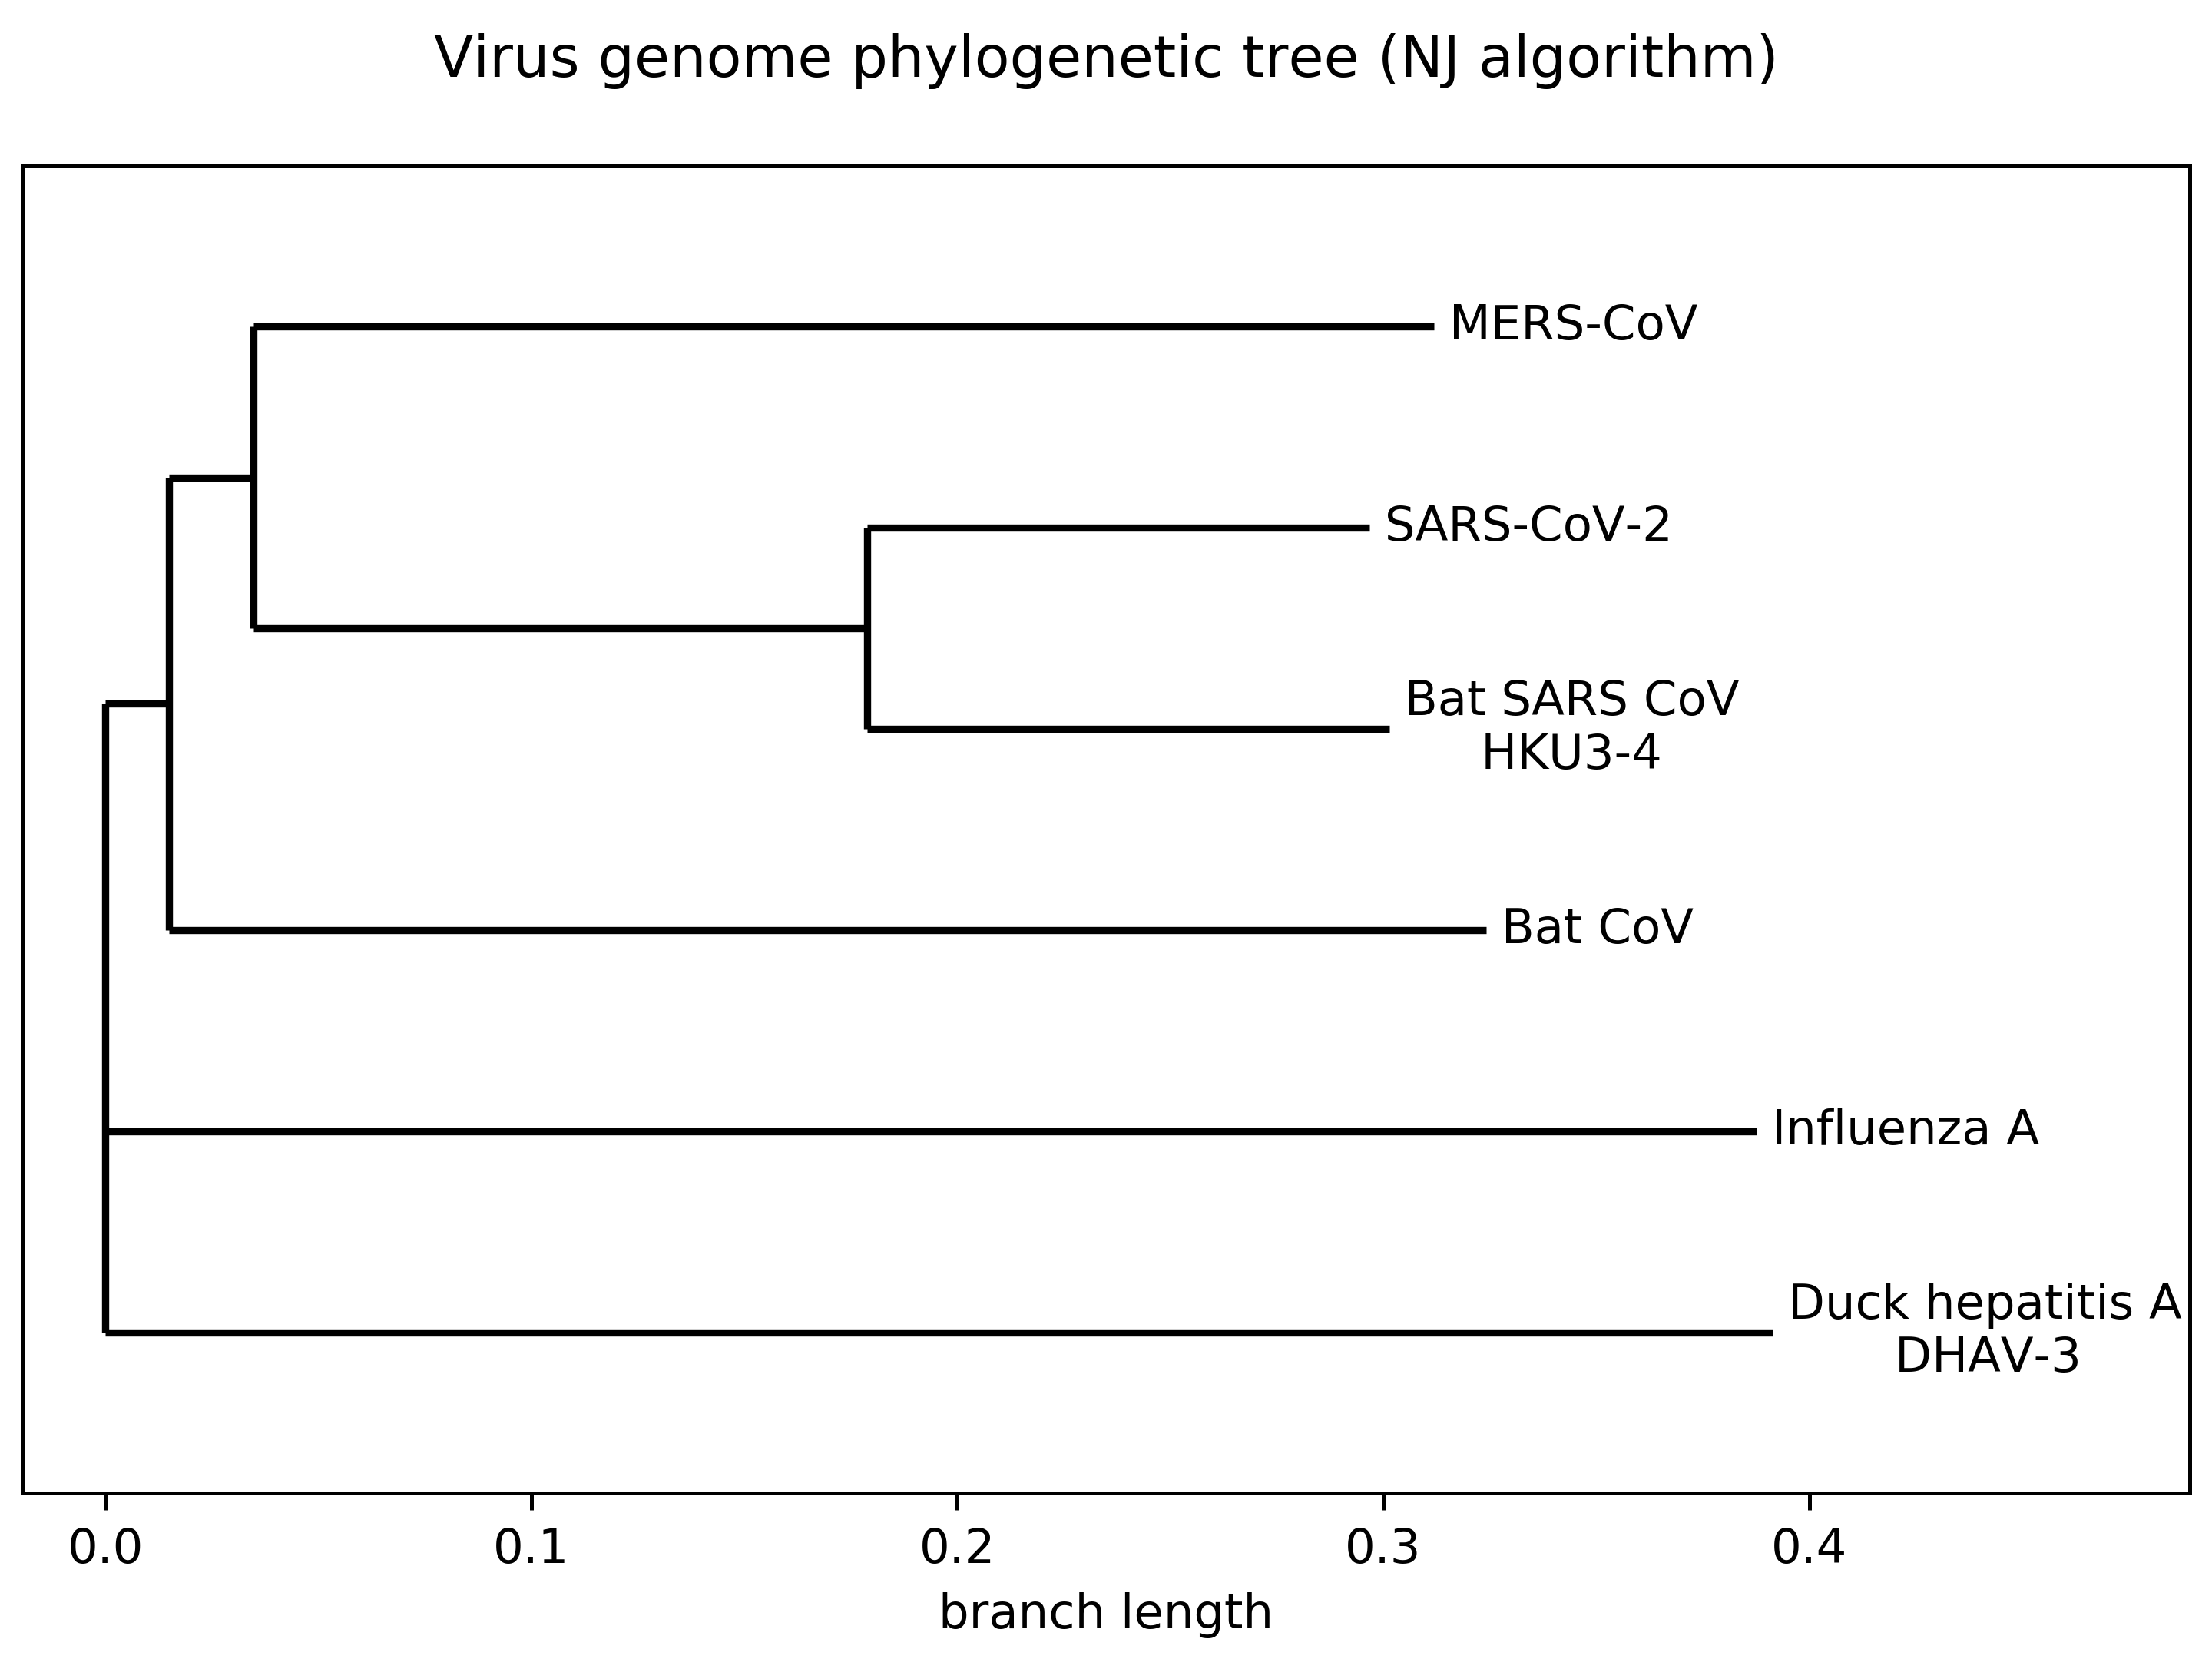 Virus genome phylogenetic tree (NJ algorithm)
MERS-CoV
SARS-CoV-2
Bat SARS CoV
HKU3-4
Bat CoV
Influenza A
Duck hepatitis A
DHAV-3
0.0 0.1 0.2 0.3 0.4
branch length